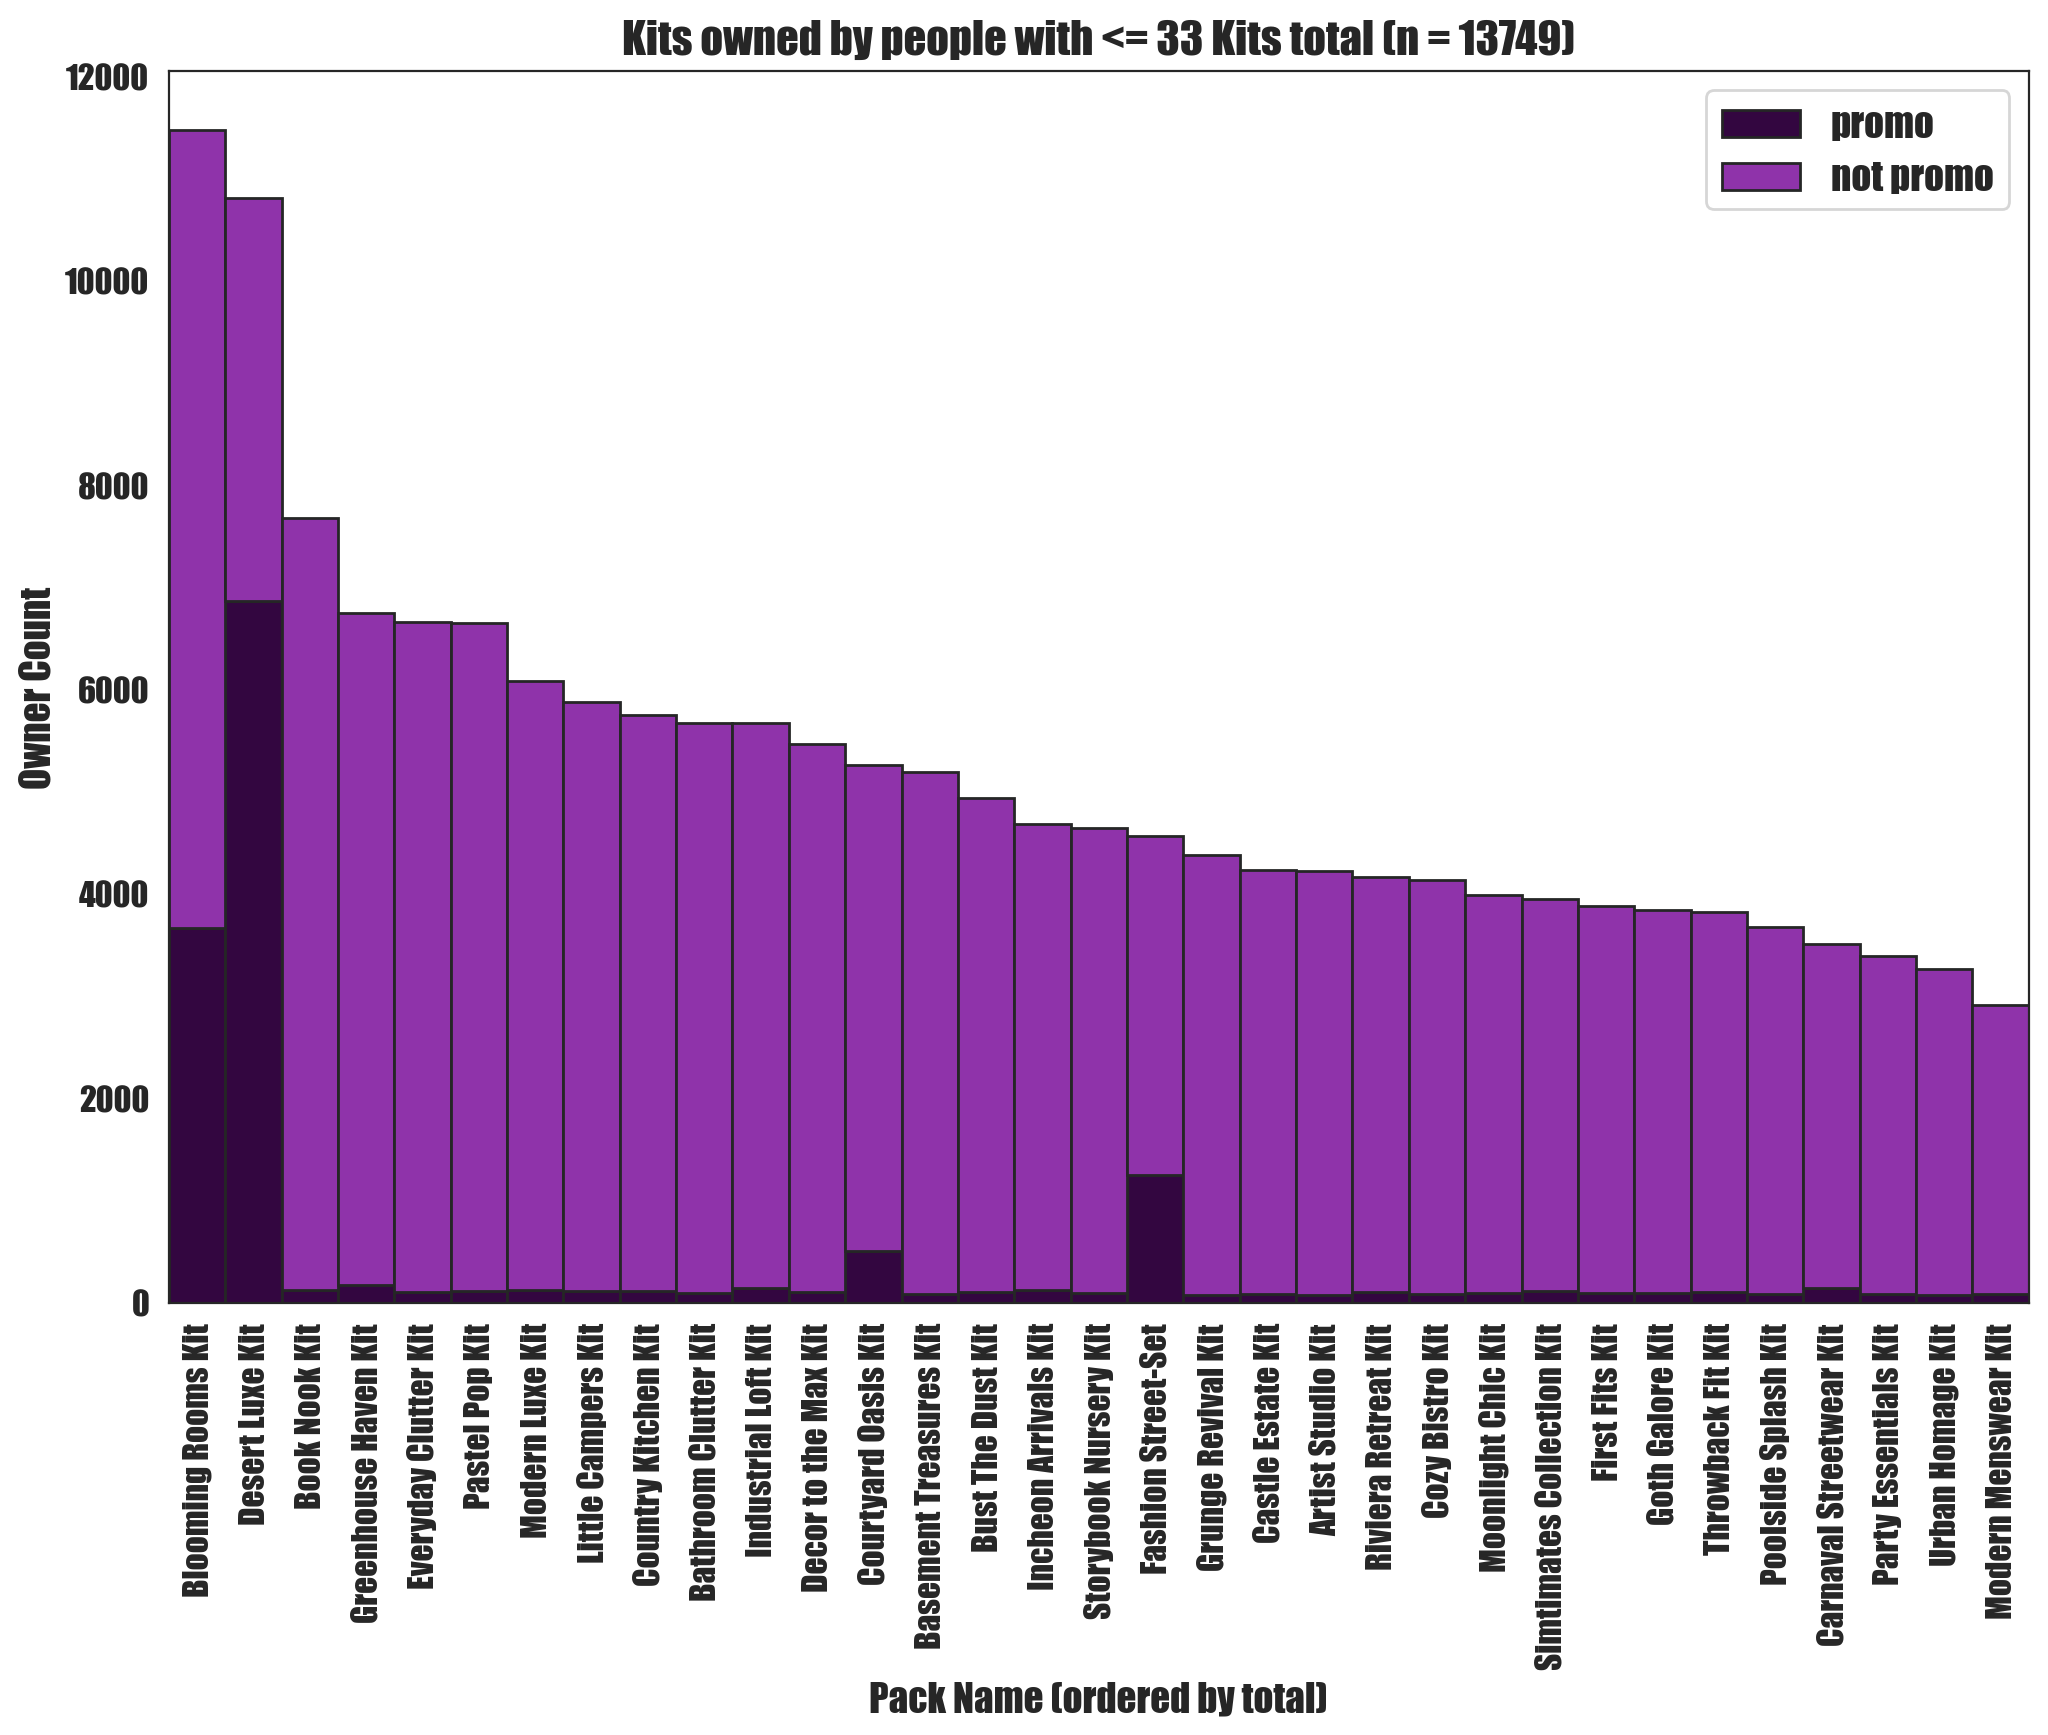 Kits owned by people with <= 33 Kits total (n = 13749)
12000
10000
8000
6000
4000
2000
0
Owner Count
promo
not promo
Blooming Rooms Kit
Desert Luxe Kit
Book Nook Kit
Greenhouse Haven Kit
Everyday Clutter Kit
Pastel Pop Kit
Modern Luxe Kit
Little Campers Kit
Country Kitchen Kit
Bathroom Clutter Kit
Industrial Loft Kit
Decor to the Max Kit
Courtyard Oasis Kit
Basement Treasures Kit
Bust The Dust Kit
Incheon Arrivals Kit
Storybook Nursery Kit
Fashion Street-Set
Grunge Revival Kit
Castle Estate Kit
Artist Studio Kit
Riviera Retreat Kit
Cozy Bistro Kit
Moonlight Chic Kit
Simtimates Collection Kit
First Fits Kit
Goth Galore Kit
Throwback Fit Kit
Poolside Splash Kit
Carnaval Streetwear Kit
Party Essentials Kit
Urban Homage Kit
Modern Menswear Kit
Pack Name (ordered by total)